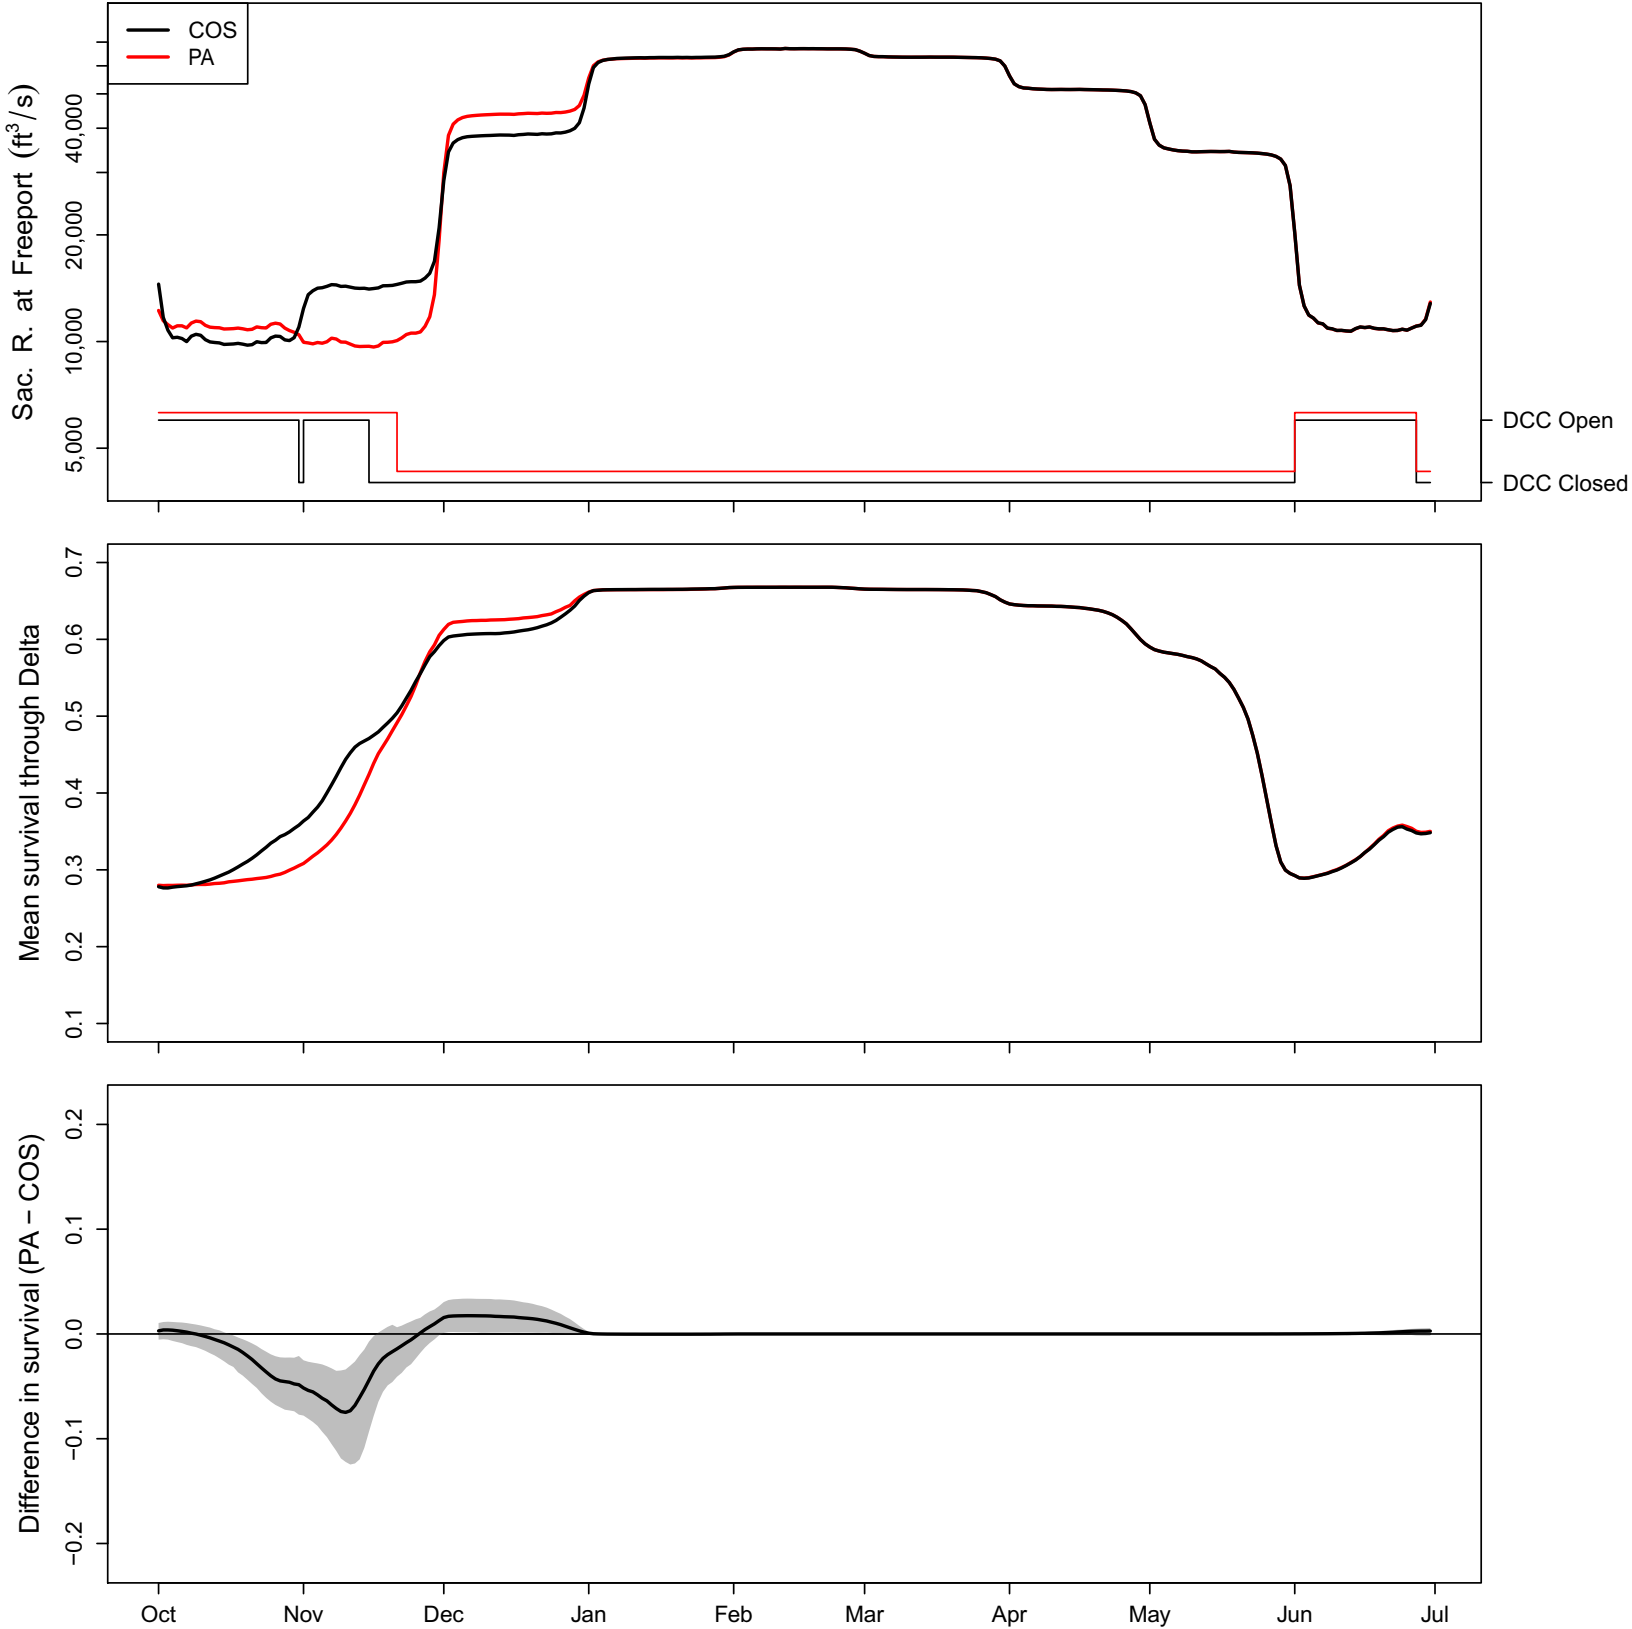 COS
PA
Sac. R. at Freeport (ft³/s)
40,000
20,000
10,000
5,000
DCC Open
DCC Closed
Mean survival through Delta
0.7
0.6
0.5
0.4
0.3
0.2
0.1
Difference in survival (PA − COS)
0.2
0.1
0.0
−0.1
−0.2
Oct Nov Dec Jan Feb Mar Apr May Jun Jul